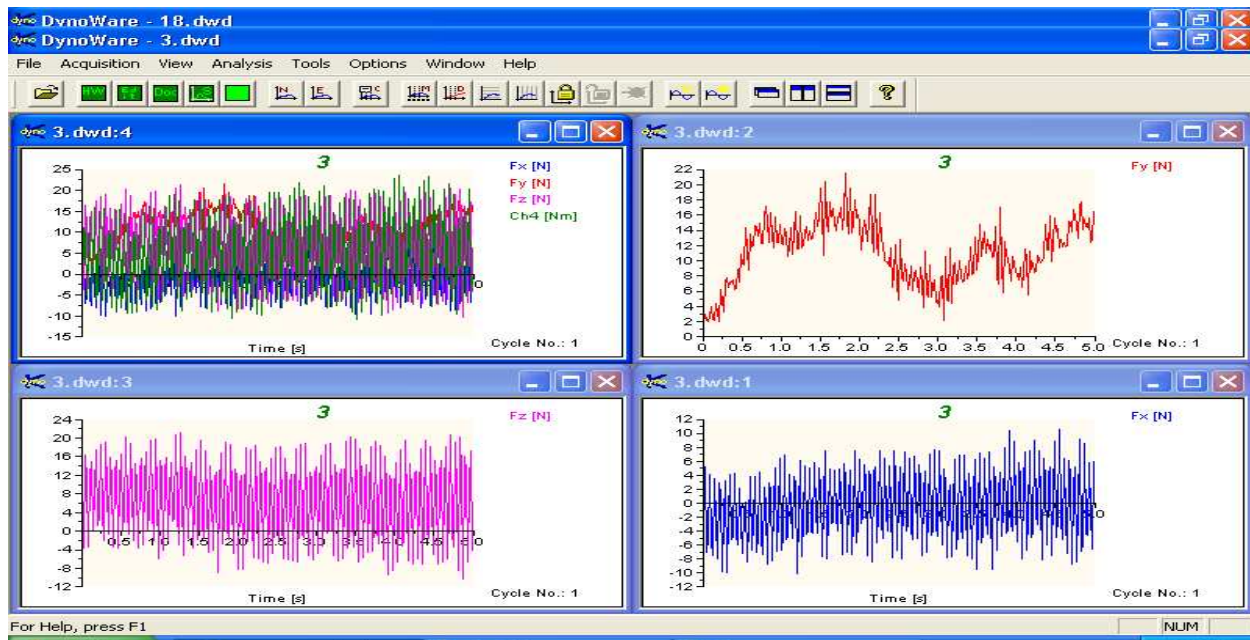 DynoWare - 18.dwd
DynoWare - 3.dwd
File Acquisition View Analysis Tools Options Window Help
3.dwd:4
3
25
20
15
10
5
0
-5
-10
-15
Fx [N]
Fy [N]
Fz [N]
Ch4 [Nm]
Time [s]
Cycle No.: 1
3.dwd:2
3
22
20
18
16
14
12
10
8
6
4
2
0
Fy [N]
0 0.5 1.0 1.5 2.0 2.5 3.0 3.5 4.0 4.5 5.0
Cycle No.: 1
3.dwd:3
3
24
20
16
12
8
4
0
-4
-8
-12
Fz [N]
0.5 1.0 1.5 2.0 2.5 3.0 3.5 4.0 4.5 5.0
Time [s]
Cycle No.: 1
3.dwd:1
3
12
10
8
6
4
2
0
-2
-4
-6
-8
-10
-12
Fx [N]
Time [s]
Cycle No.: 1
For Help, press F1
NUM